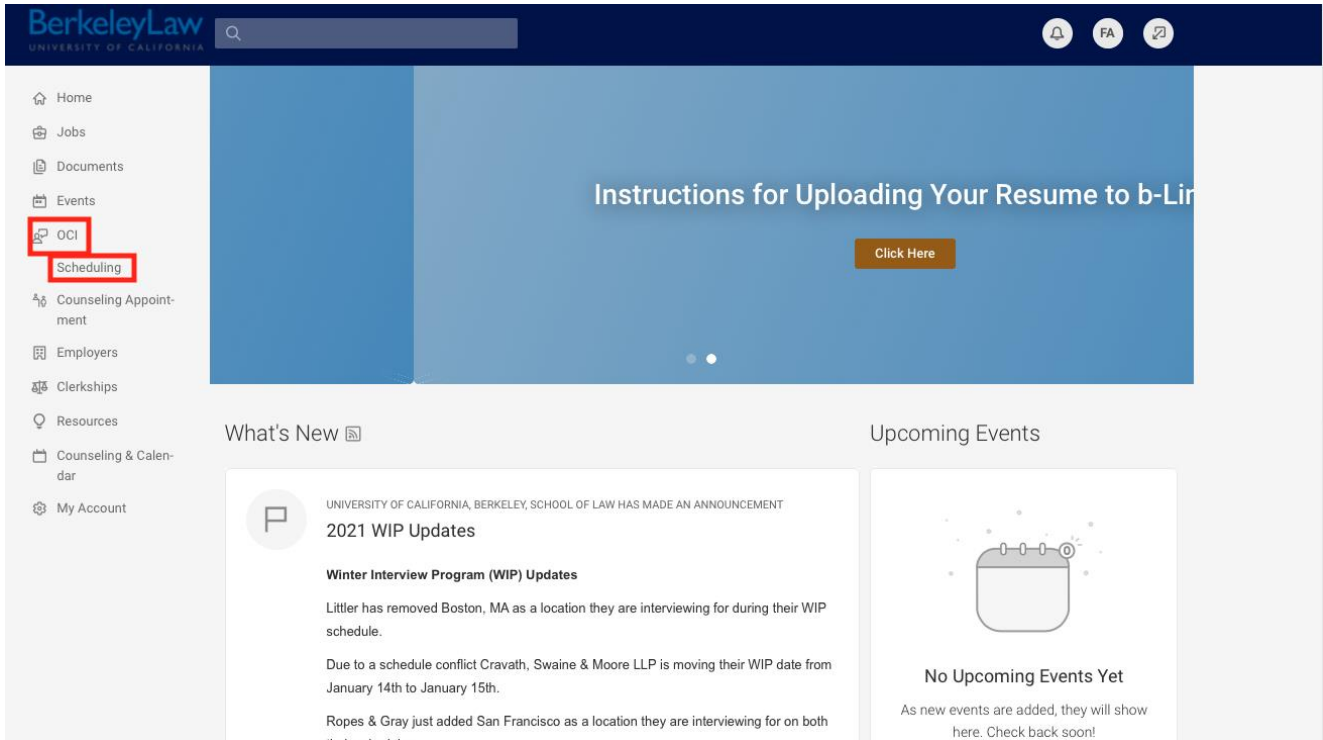 BerkeleyLaw
UNIVERSITY OF CALIFORNIA
FA
Home
Jobs
Documents
Events
OCI
Scheduling
Counseling Appoint-
ment
Employers
Clerkships
Resources
Counseling & Calen-
dar
My Account
Instructions for Uploading Your Resume to b-Lin
Click Here
What's New
UNIVERSITY OF CALIFORNIA, BERKELEY, SCHOOL OF LAW HAS MADE AN ANNOUNCEMENT
2021 WIP Updates
Winter Interview Program (WIP) Updates
Littler has removed Boston, MA as a location they are interviewing for during their WIP
schedule.
Due to a schedule conflict Cravath, Swaine & Moore LLP is moving their WIP date from
January 14th to January 15th.
Ropes & Gray just added San Francisco as a location they are interviewing for on both
Upcoming Events
No Upcoming Events Yet
As new events are added, they will show
here. Check back soon!